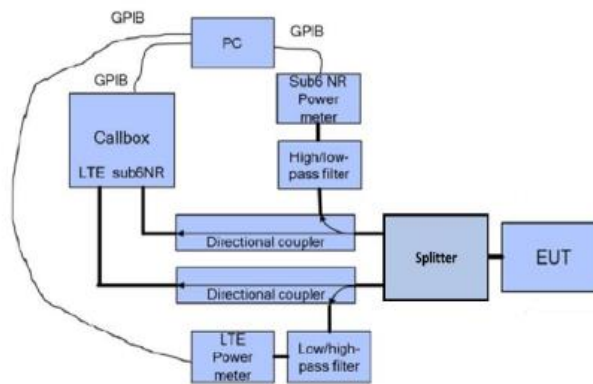 GPIB
GPIB
PC
GPIB
Sub6 NR
Power
meter
Callbox
LTE sub6NR
High/low-
pass filter
Directional coupler
Splitter
EUT
Directional coupler
LTE
Power
meter
Low/high-
pass filter